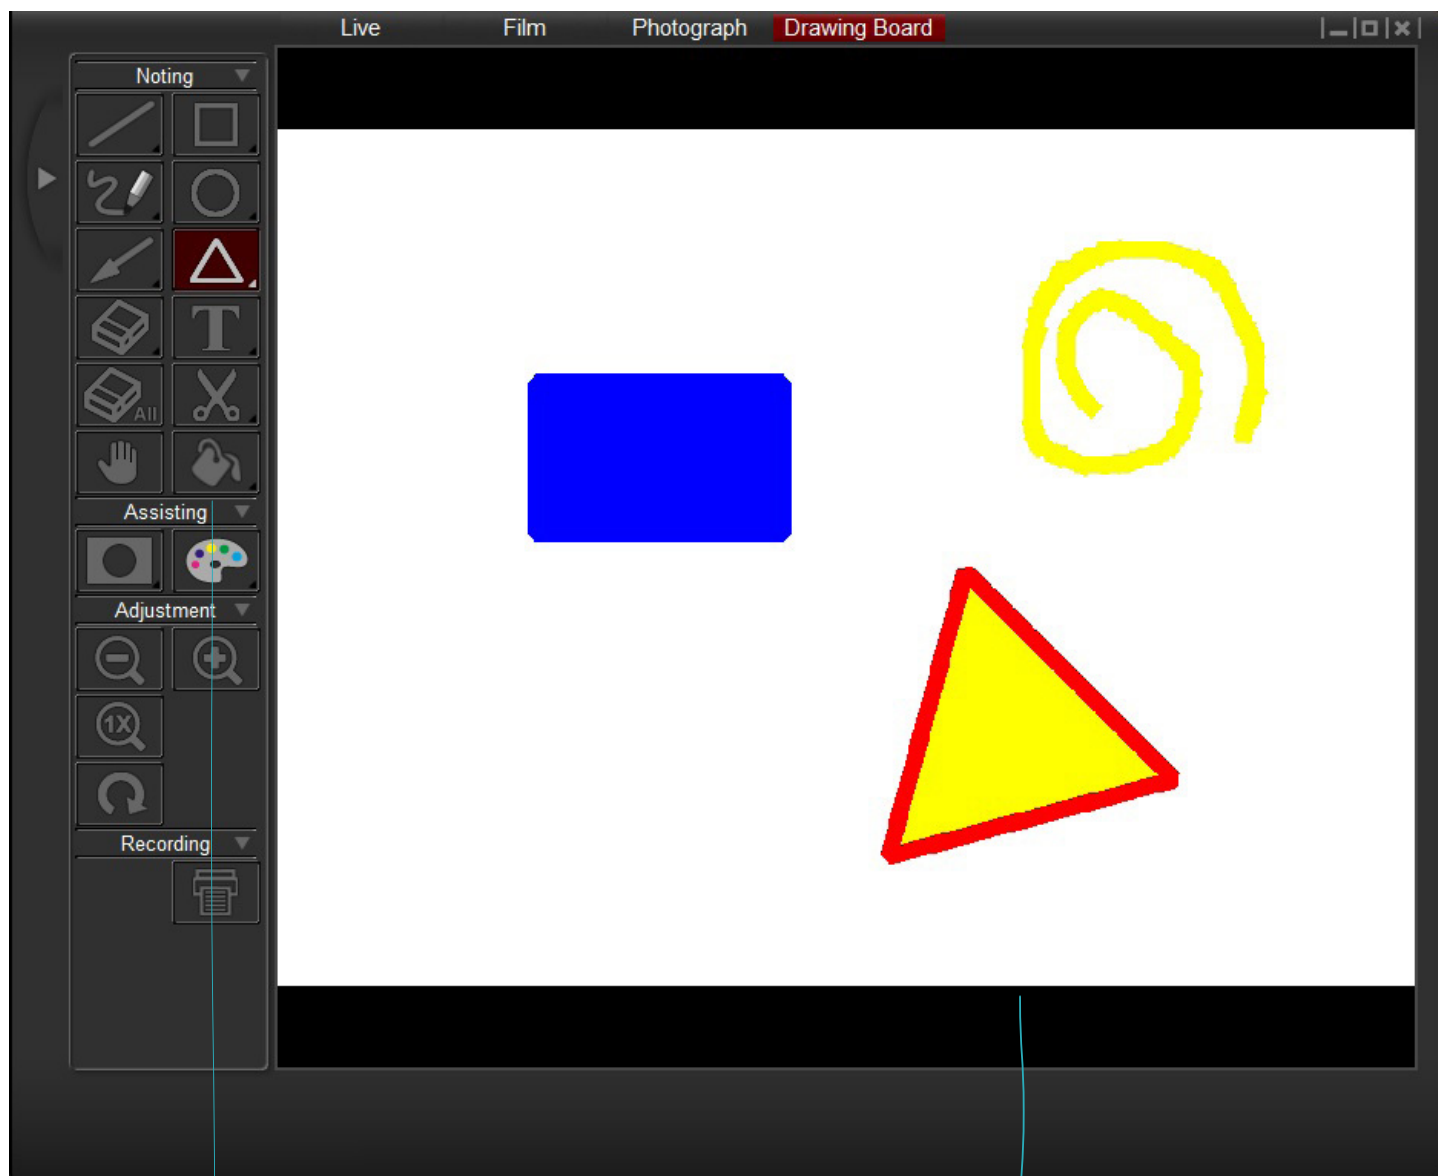 Live Film Photograph Drawing Board
Noting
T
All
Assisting
Adjustment
1X
Recording